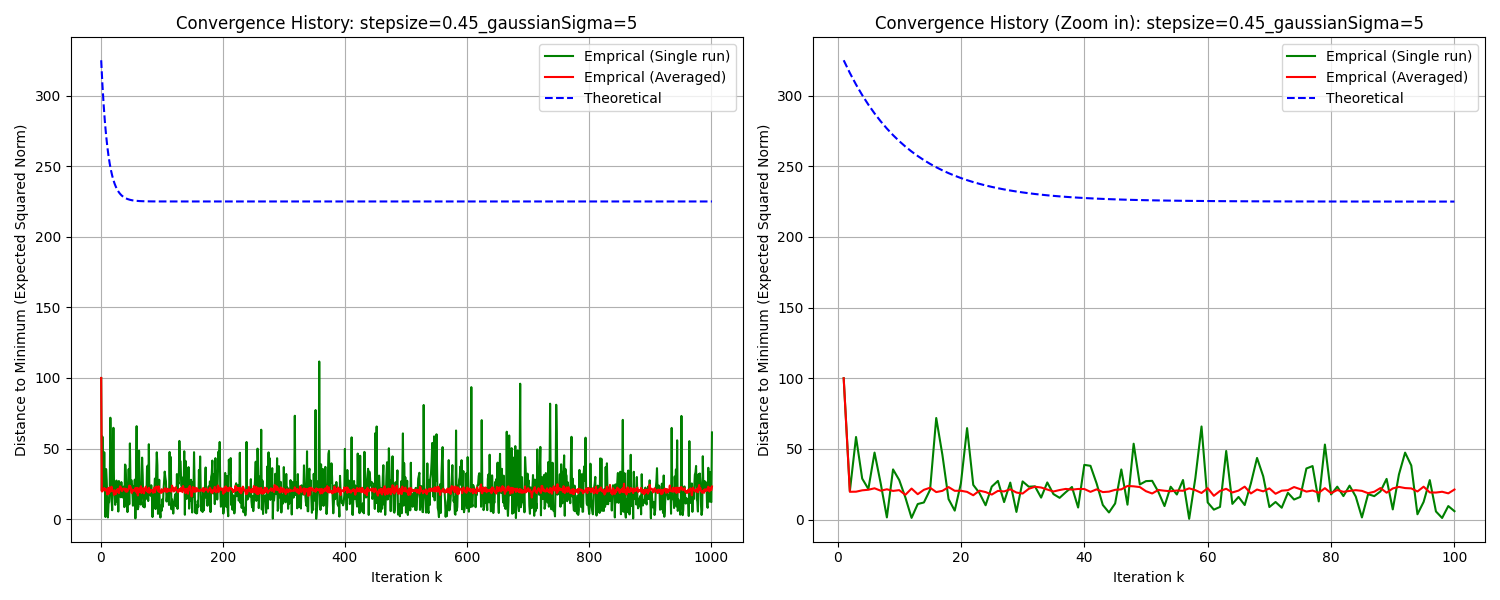 Convergence History: stepsize=0.45_gaussianSigma=5
Distance to Minimum (Expected Squared Norm)
300
250
200
150
100
50
0
Emprical (Single run)
Emprical (Averaged)
Theoretical
0 200 400 600 800 1000
Iteration k
Convergence History (Zoom in): stepsize=0.45_gaussianSigma=5
Distance to Minimum (Expected Squared Norm)
300
250
200
150
100
50
0
Emprical (Single run)
Emprical (Averaged)
Theoretical
0 20 40 60 80 100
Iteration k